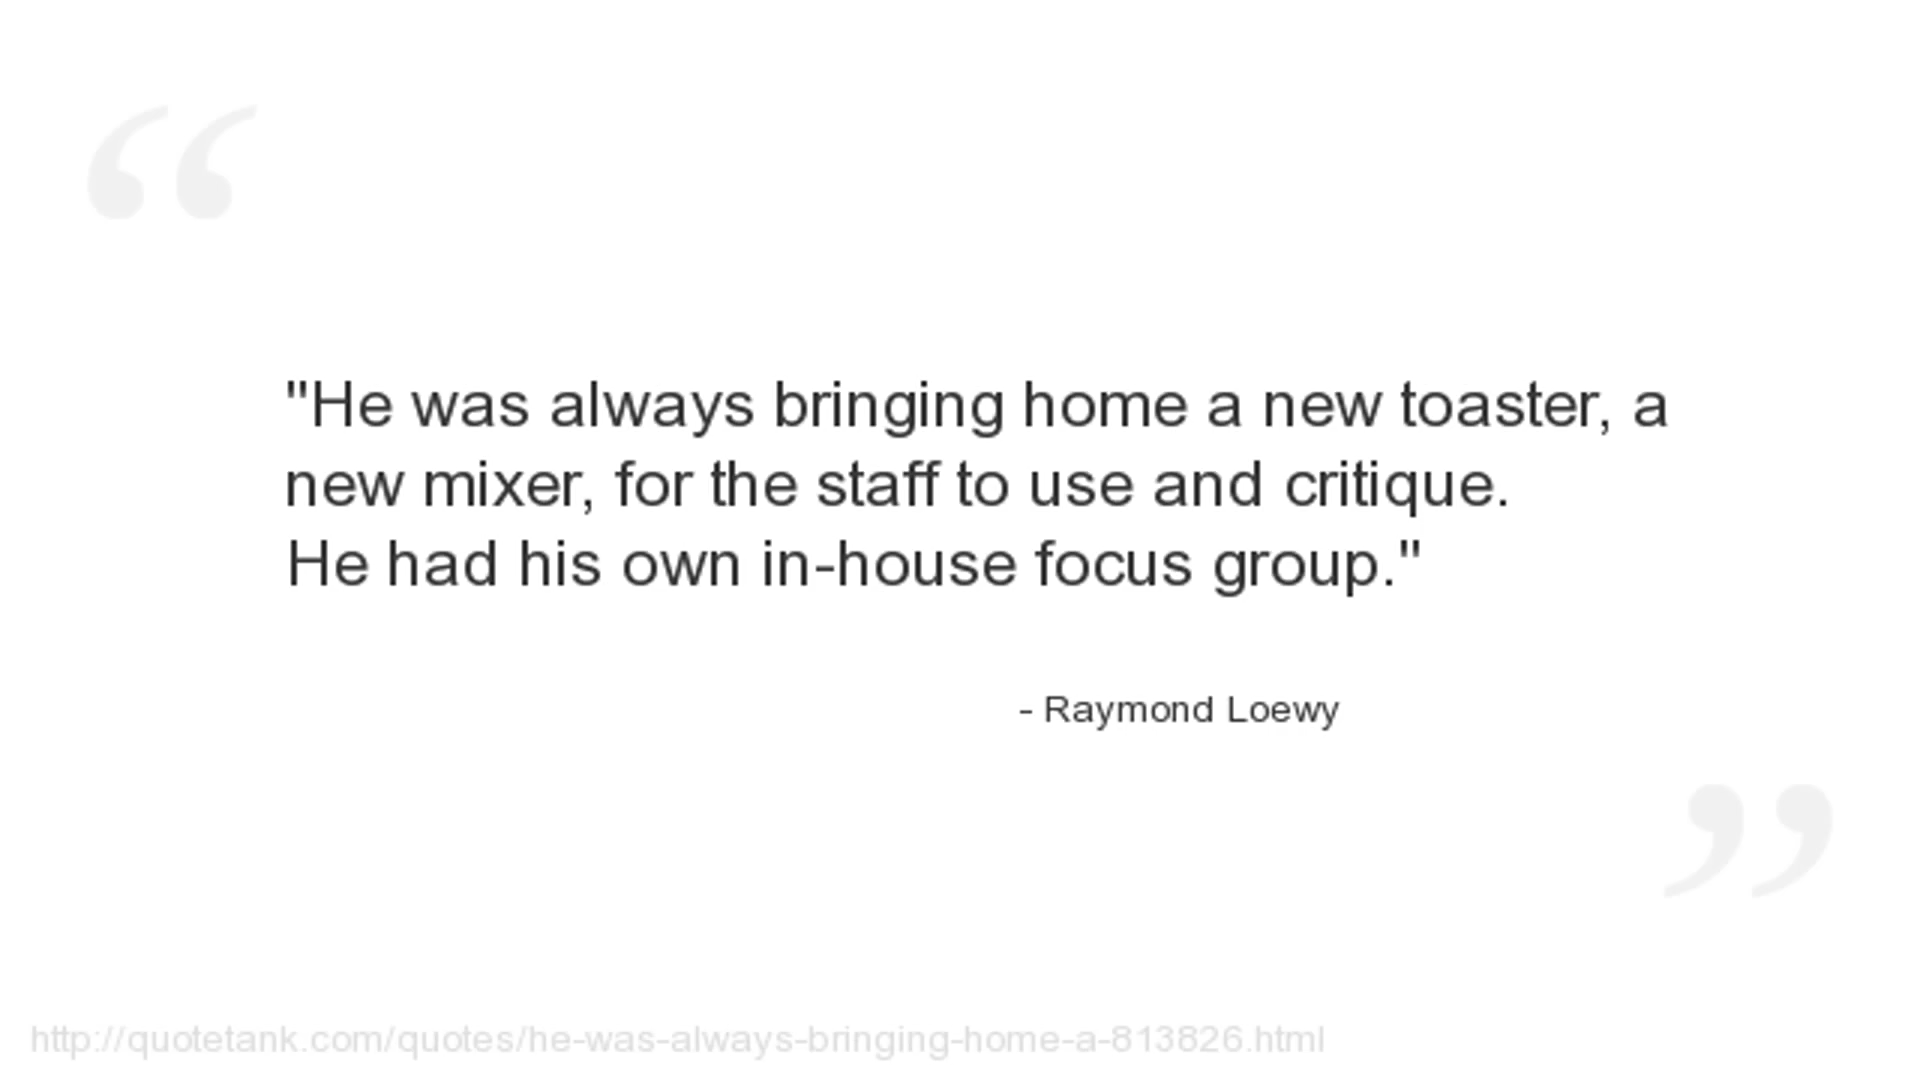 "He was always bringing home a new toaster, a
new mixer, for the staff to use and critique.
He had his own in-house focus group."
- Raymond Loewy
http://quotetank.com/quotes/he-was-always-bringing-home-a-813826.html